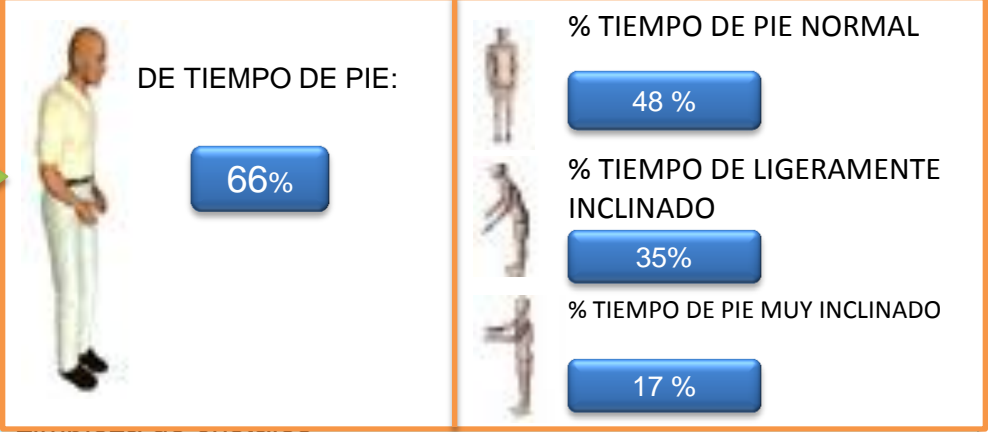 DE TIEMPO DE PIE:
66%
% TIEMPO DE PIE NORMAL
48 %
% TIEMPO DE LIGERAMENTE
INCLINADO
35%
% TIEMPO DE PIE MUY INCLINADO
17 %